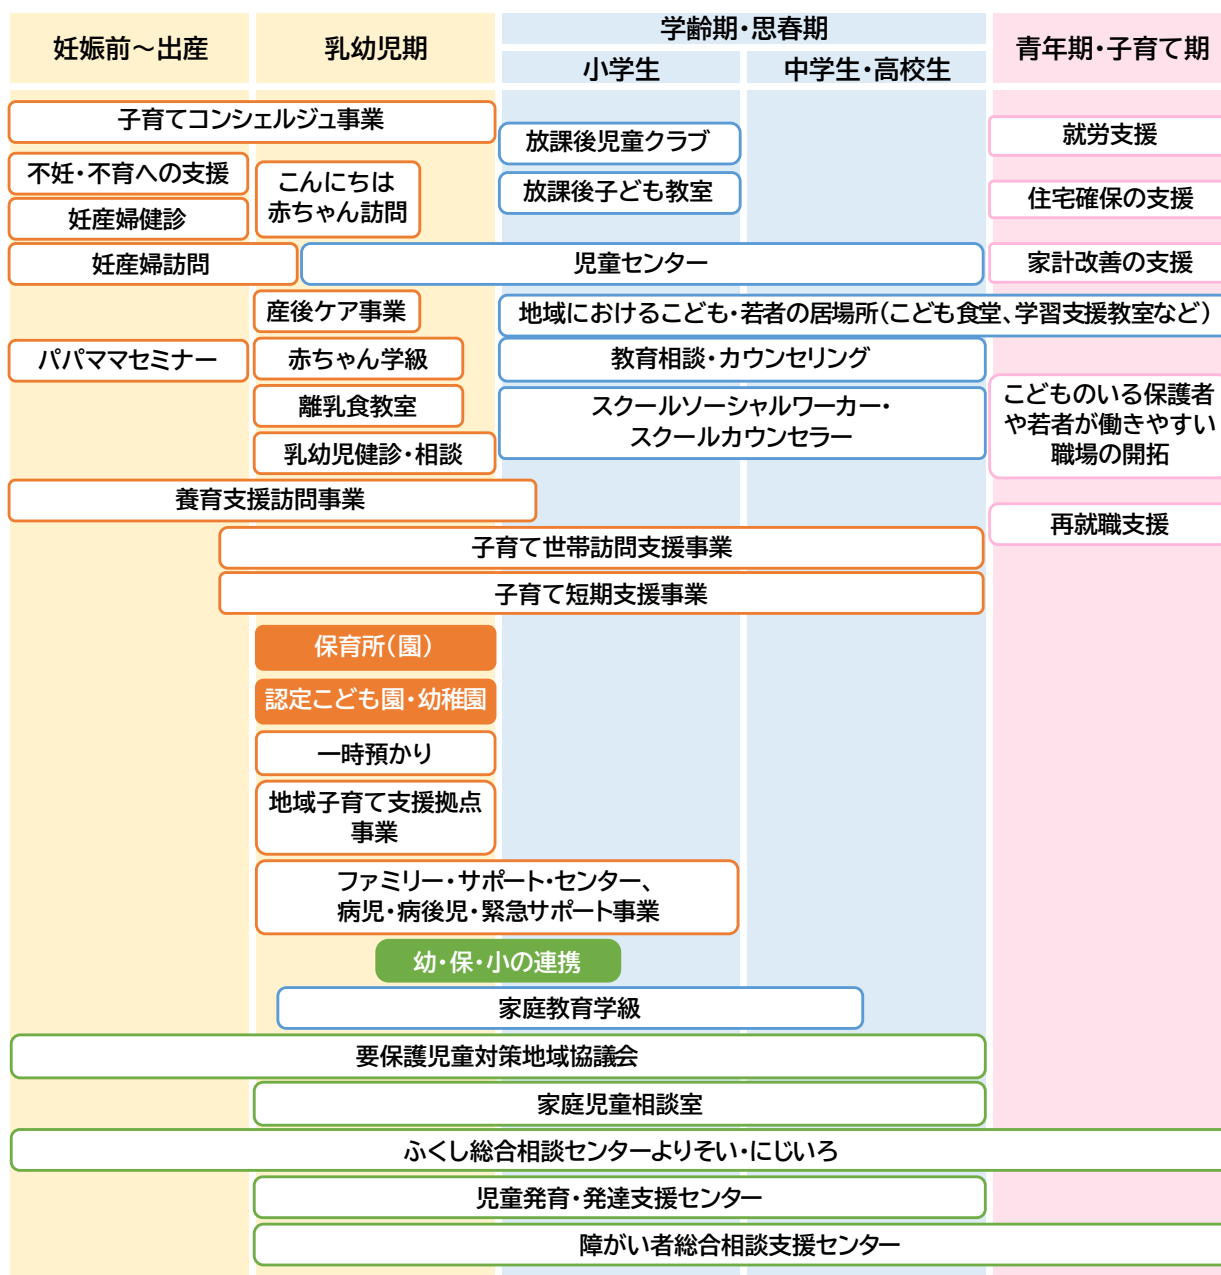 妊娠前～出産
乳幼児期
学齢期・思春期
小学生
中学生・高校生
青年期・子育て期
子育てコンシェルジュ事業
放課後児童クラブ
就労支援
不妊・不育への支援
こんにちは
赤ちゃん訪問
放課後子ども教室
住宅確保の支援
妊産婦健診
妊産婦訪問
児童センター
家計改善の支援
産後ケア事業
地域におけるこども・若者の居場所（こども食堂、学習支援教室など）
パパママセミナー
赤ちゃん学級
教育相談・カウンセリング
離乳食教室
スクールソーシャルワーカー・
スクールカウンセラー
こどものいる保護者
や若者が働きやすい
職場の開拓
乳幼児健診・相談
養育支援訪問事業
再就職支援
子育て世帯訪問支援事業
子育て短期支援事業
保育所（園）
認定こども園・幼稚園
一時預かり
地域子育て支援拠点
事業
ファミリー・サポート・センター、
病児・病後児・緊急サポート事業
幼・保・小の連携
家庭教育学級
要保護児童対策地域協議会
家庭児童相談室
ふくし総合相談センターよりそい・にじいろ
児童発育・発達支援センター
障がい者総合相談支援センター